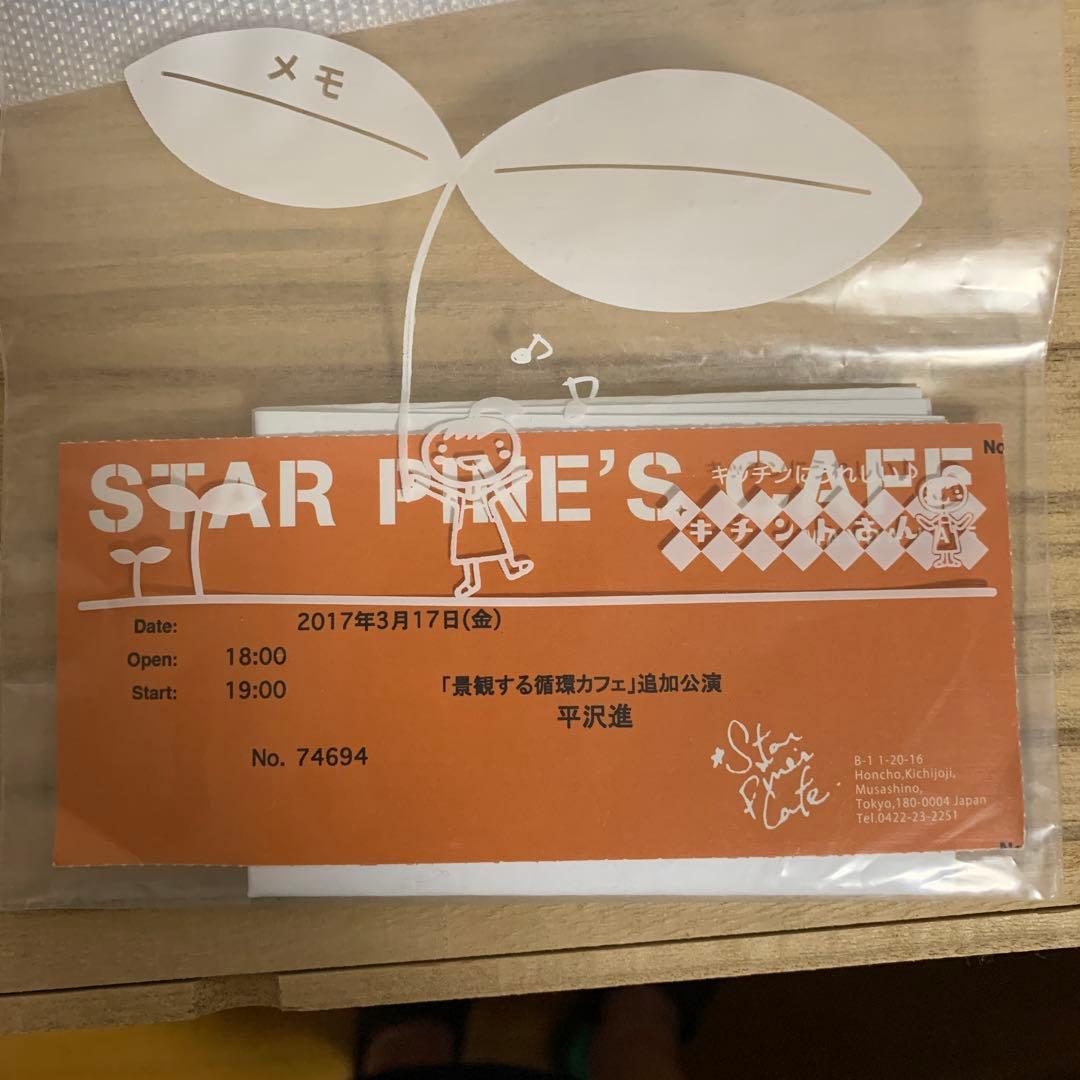 メモ
No
STAR PINE'S CAFE
キッチンにうれしい♪
キチントさん
Date: 2017年3月17日(金)
Open: 18:00
Start: 19:00
「景観する循環カフェ」追加公演
平沢進
No. 74694
Star Pine's Cafe
B-1 1-20-16
Honcho,Kichijoji,
Musashino,
Tokyo,180-0004 Japan
Tel.0422-23-2251